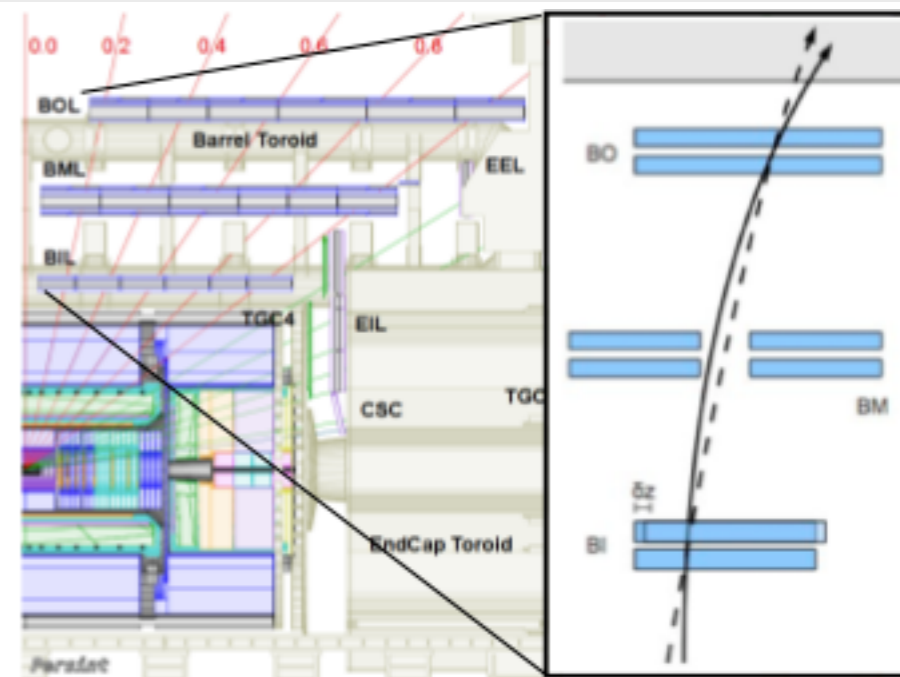 0.0 0.2 0.4 0.6 0.8
BOL
Barrel Toroid
BML
EEL
BIL
TGC4
EIL
CSC
TGC
EndCap Toroid
Persint
BO
BM
δz
BI